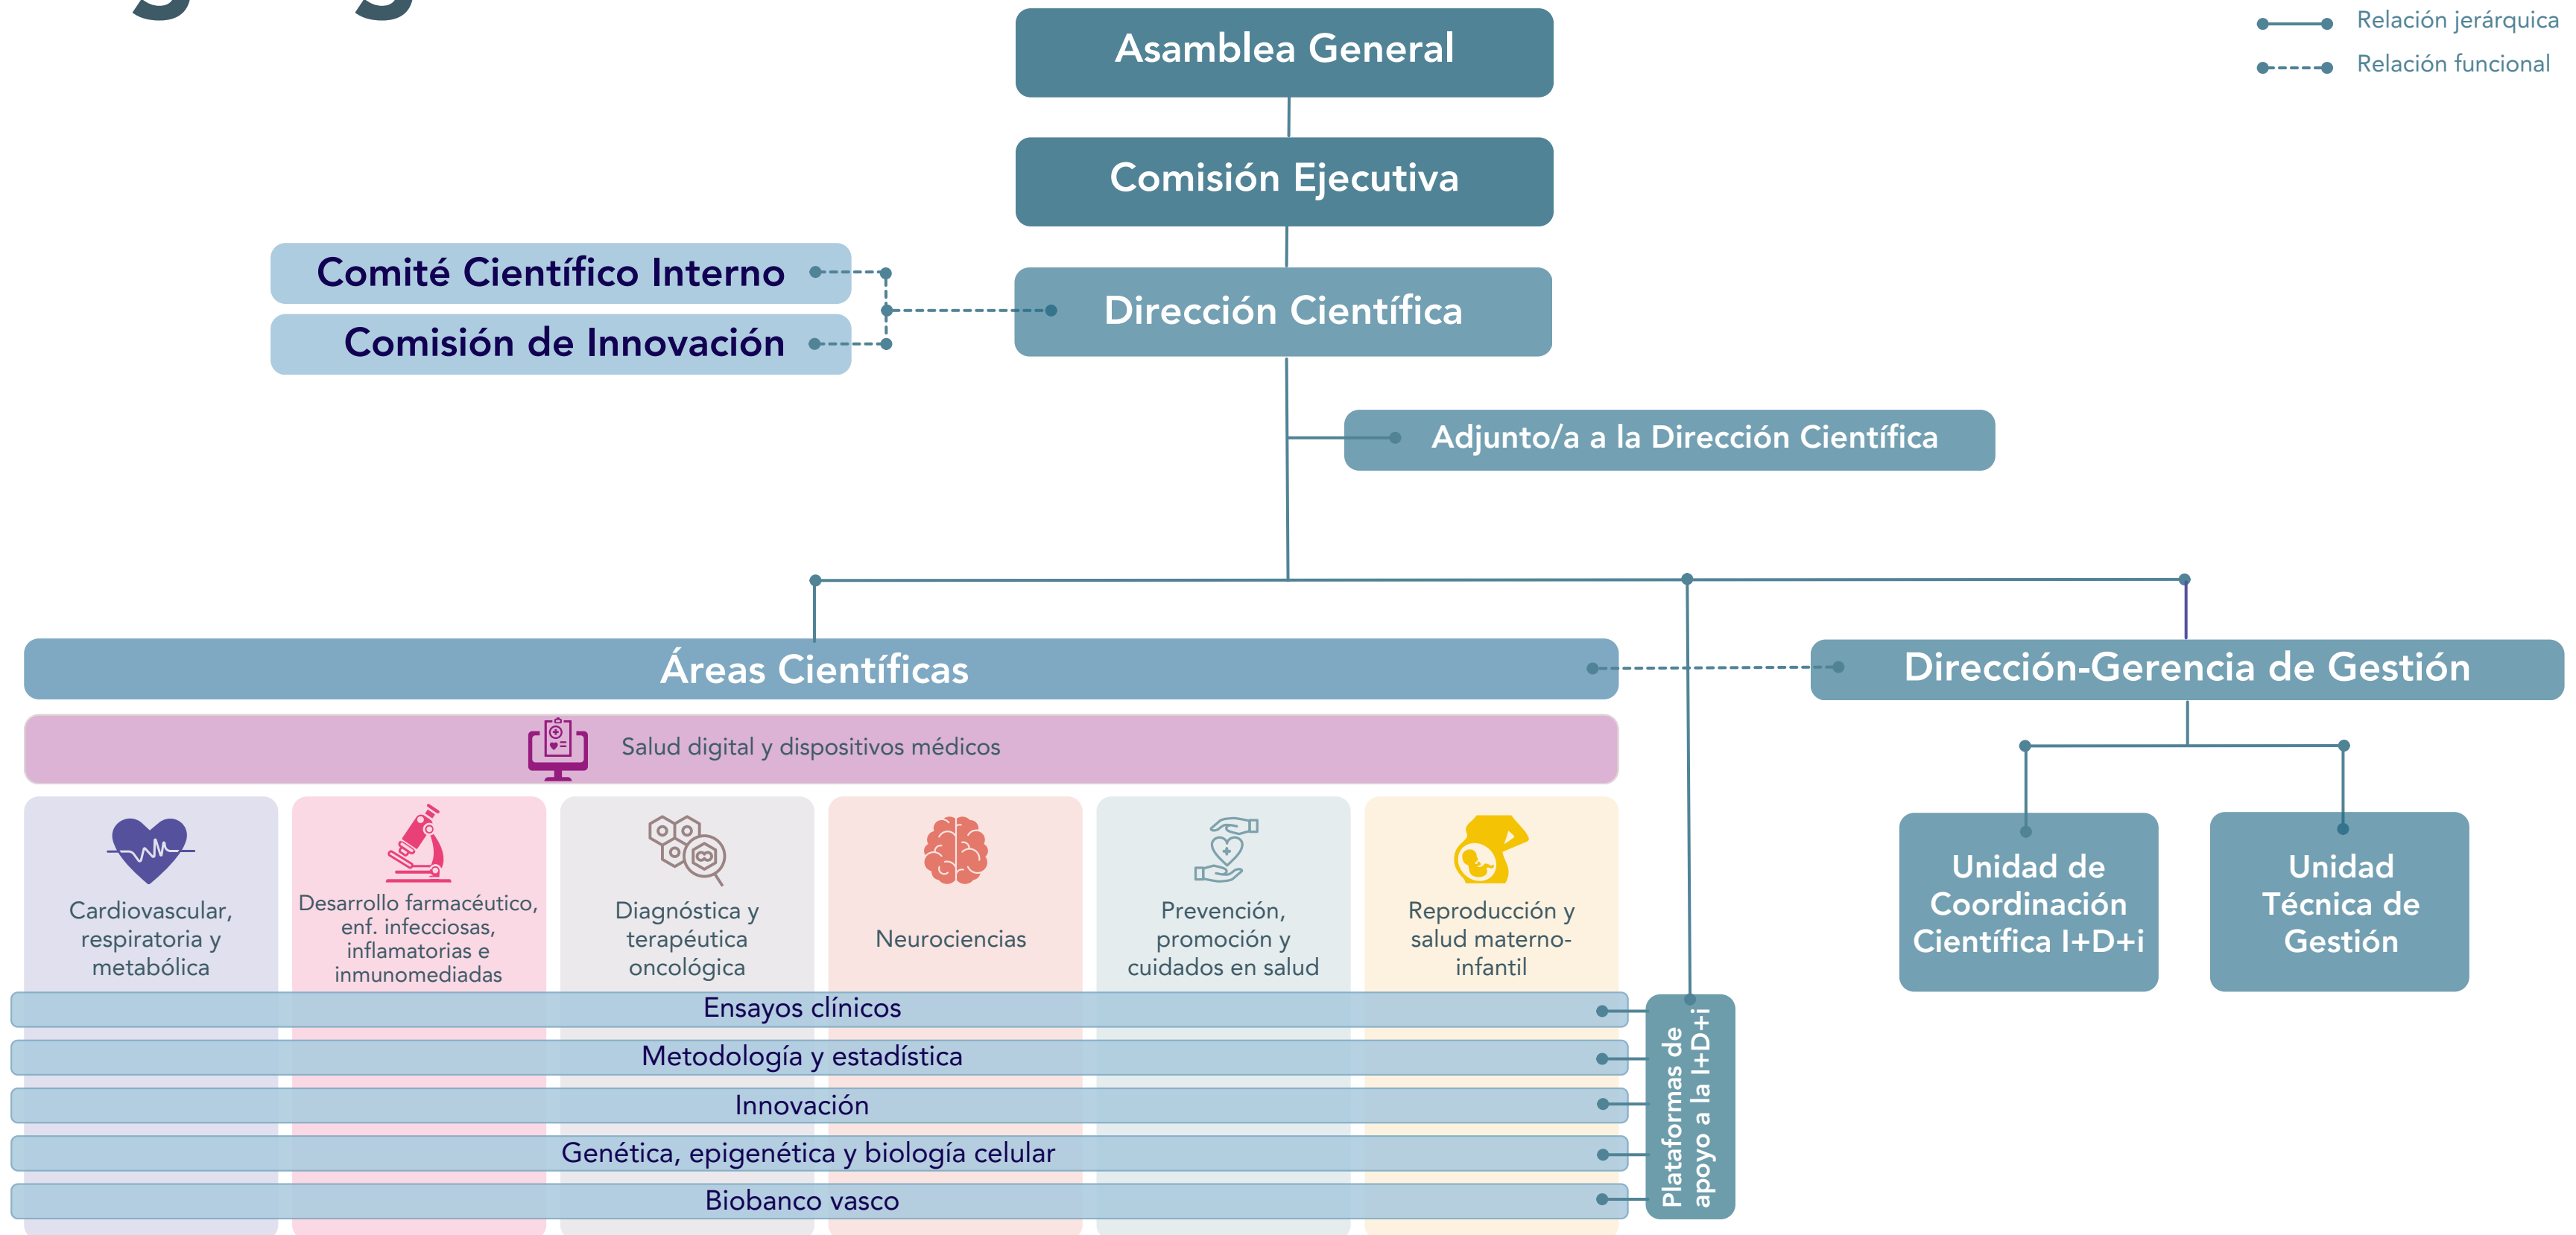 Relación jerárquica
Relación funcional
Asamblea General
Comisión Ejecutiva
Comité Científico Interno
Comisión de Innovación
Dirección Científica
Adjunto/a a la Dirección Científica
Áreas Científicas
Dirección-Gerencia de Gestión
Salud digital y dispositivos médicos
Cardiovascular,
respiratoria y
metabólica
Desarrollo farmacéutico,
enf. infecciosas,
inflamatorias e
inmunomediadas
Diagnóstica y
terapéutica
oncológica
Neurociencias
Prevención,
promoción y
cuidados en salud
Reproducción y
salud materno-
infantil
Unidad de
Coordinación
Científica I+D+i
Unidad
Técnica de
Gestión
Ensayos clínicos
Metodología y estadística
Innovación
Genética, epigenética y biología celular
Biobanco vasco
Plataformas de
apoyo a la I+D+i